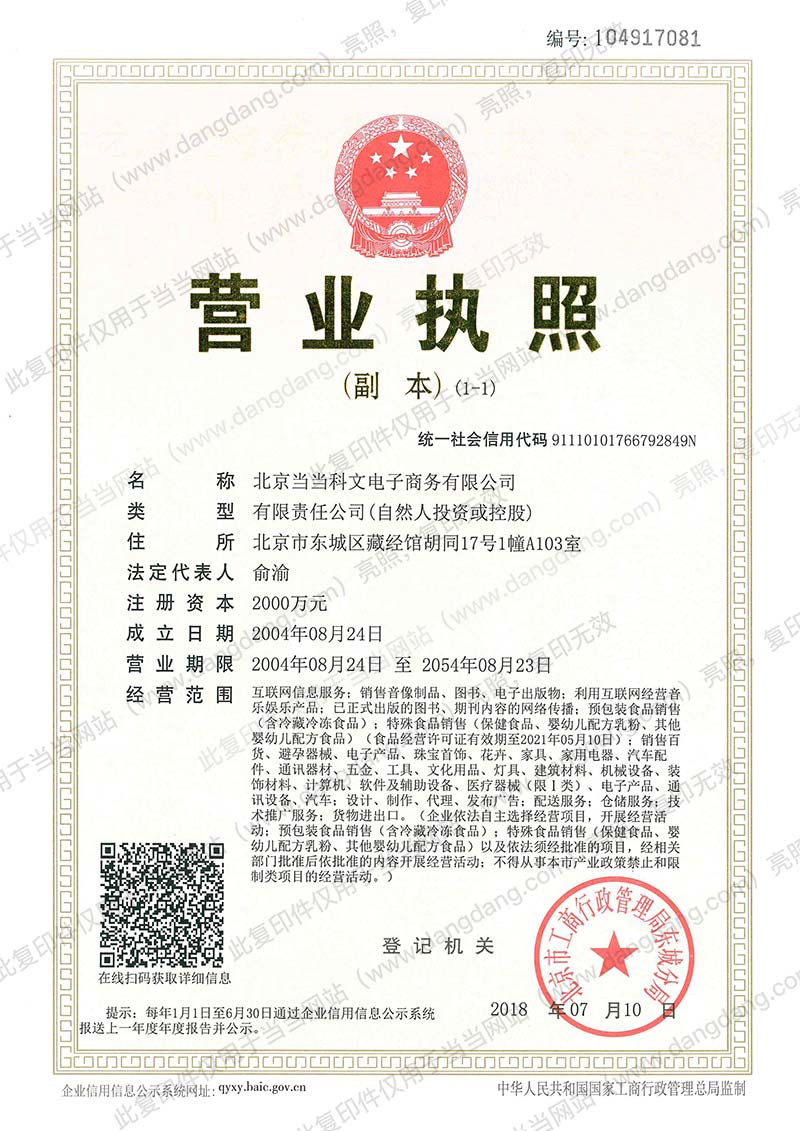 编号: 104917081
营业执照
(副 本) (1-1)
统一社会信用代码 91110101766792849N
名 称 北京当当科文电子商务有限公司
类 型 有限责任公司(自然人投资或控股)
住 所 北京市东城区藏经馆胡同17号1幢A103室
法定代表人 俞渝
注册资本 2000万元
成立日期 2004年08月24日
营业期限 2004年08月24日 至 2054年08月23日
经营范围 互联网信息服务；销售音像制品、图书、电子出版物；利用互联网经营音
乐娱乐产品；已正式出版的图书、期刊内容的网络传播；预包装食品销售
（含冷藏冷冻食品）；特殊食品销售（保健食品、婴幼儿配方乳粉、其他
婴幼儿配方食品）（食品经营许可证有效期至2021年05月10日）；销售百
货、避孕器械、电子产品、珠宝首饰、花卉、家具、家用电器、汽车配
件、通讯器材、五金、工具、文化用品、灯具、建筑材料、机械设备、装
饰材料、计算机、软件及辅助设备、医疗器械（限Ⅰ类）、电子产品、通
讯设备、汽车；设计、制作、代理、发布广告；配送服务；仓储服务；技
术推广服务；货物进出口。（企业依法自主选择经营项目，开展经营活
动；预包装食品销售（含冷藏冷冻食品）；特殊食品销售（保健食品、婴
幼儿配方乳粉、其他婴幼儿配方食品）以及依法须经批准的项目，经相关
部门批准后依批准的内容开展经营活动；不得从事本市产业政策禁止和限
制类项目的经营活动。）
在线扫码获取详细信息
登记机关
北京市工商行政管理局东城分局
2018 年07 月10 日
提示：每年1月1日至6月30日通过企业信用信息公示系统
报送上一年度年度报告并公示。
企业信用信息公示系统网址: qyxy.baic.gov.cn
中华人民共和国国家工商行政管理总局监制
此复印件仅用于当当网站（www.dangdang.com）亮照，复印无效